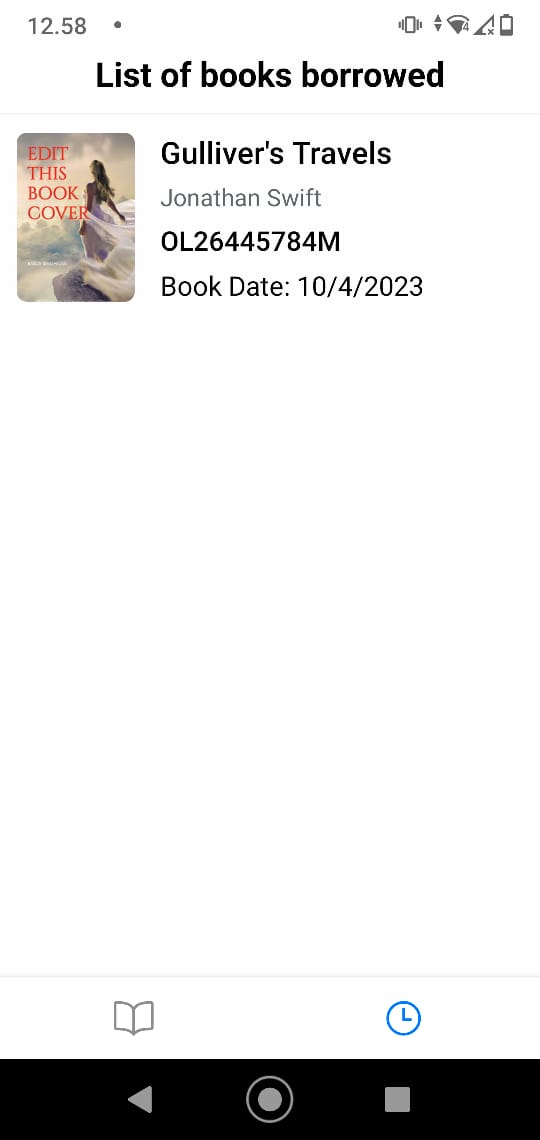 12.58
List of books borrowed
EDIT
THIS
BOOK
COVER
Gulliver's Travels
Jonathan Swift
OL26445784M
Book Date: 10/4/2023